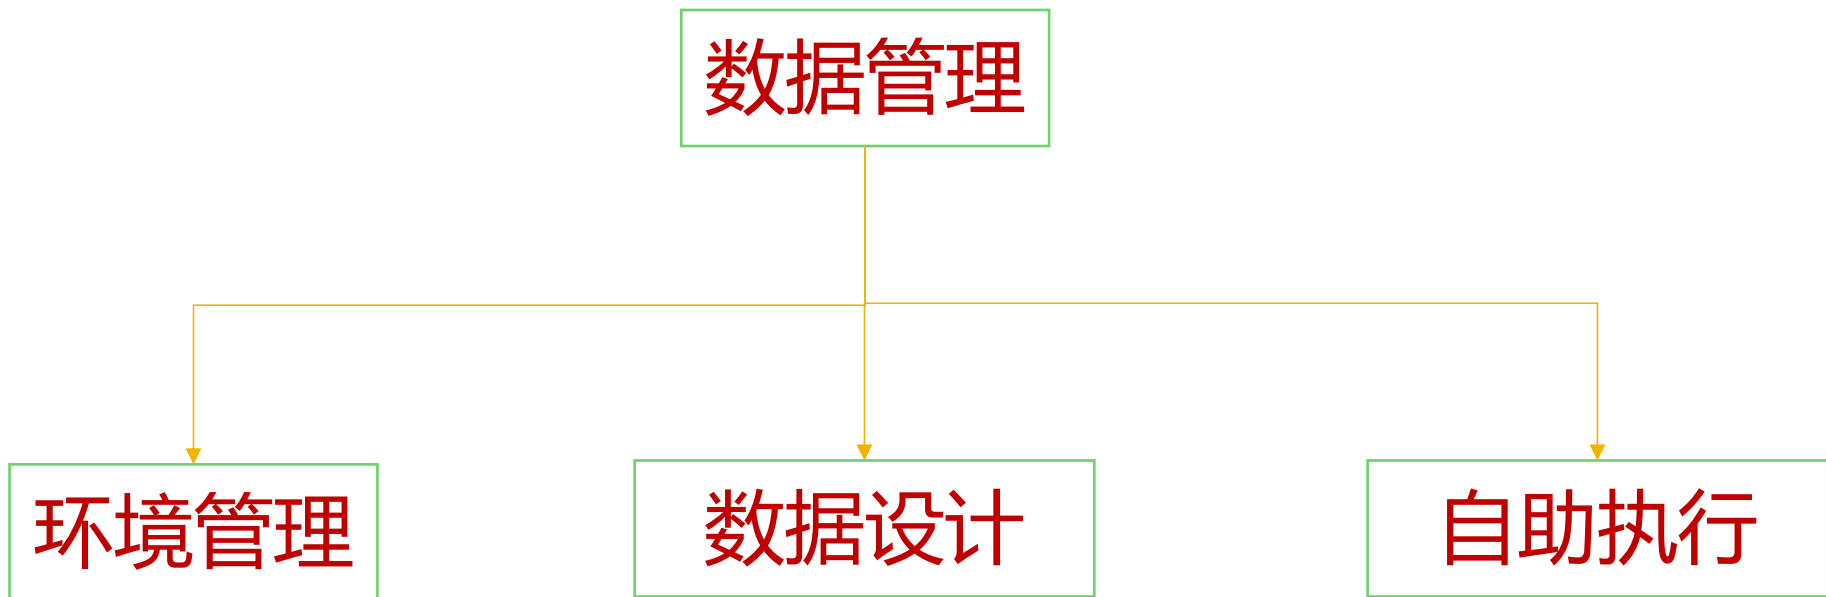 数据管理
环境管理
数据设计
自助执行